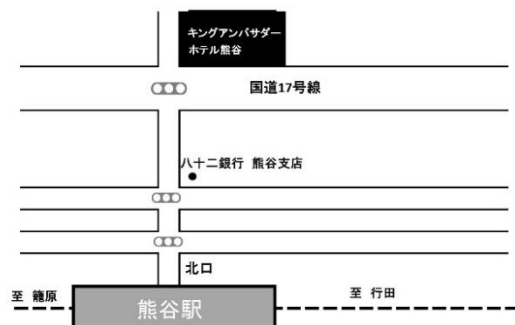 キングアンバサダー
ホテル熊谷
国道17号線
八十二銀行 熊谷支店
北口
至 籠原
至 行田
熊谷駅